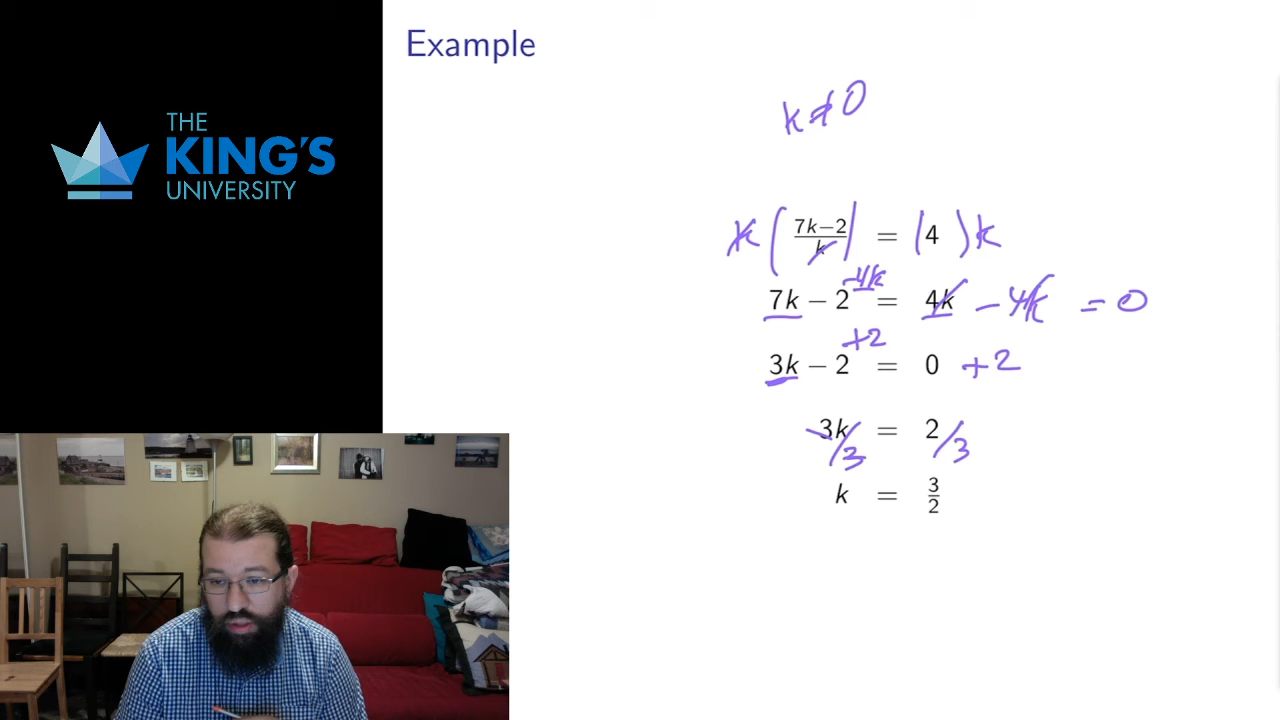 THE
KING'S
UNIVERSITY
Example
k ≠ 0
k ( (7k−2)/k ) = (4) k
7k − 2 −4k = 4k − 4k = 0
3k − 2 +2 = 0 + 2
3k /3 = 2 /3
k = 3/2